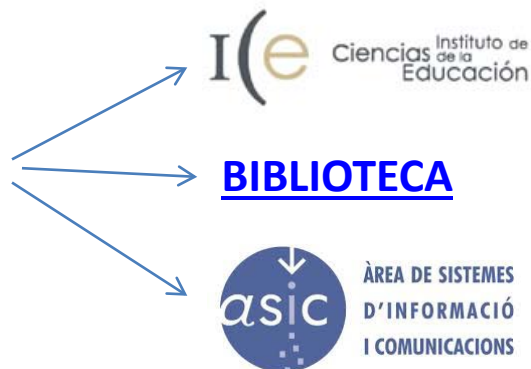 ICe Ciencias Instituto de
de la
Educación
BIBLIOTECA
asic
ÀREA DE SISTEMES
D'INFORMACIÓ
I COMUNICACIONS